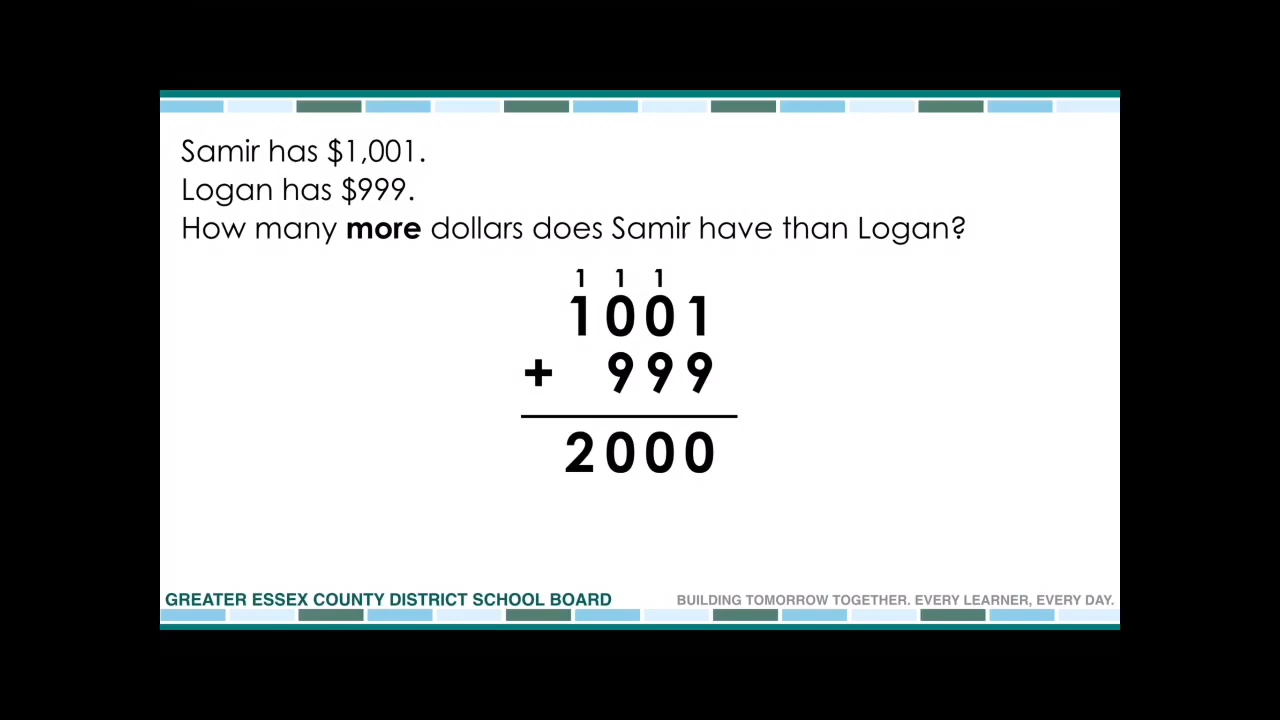 Samir has $1,001.
Logan has $999.
How many more dollars does Samir have than Logan?
1 1 1
1001
+ 999
2000
GREATER ESSEX COUNTY DISTRICT SCHOOL BOARD
BUILDING TOMORROW TOGETHER. EVERY LEARNER, EVERY DAY.